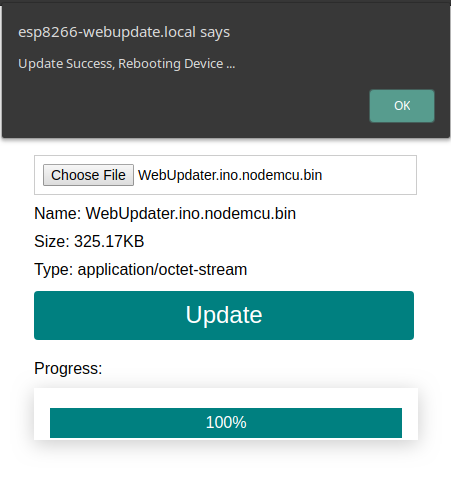 esp8266-webupdate.local says
Update Success, Rebooting Device ...
OK
Choose File WebUpdater.ino.nodemcu.bin
Name: WebUpdater.ino.nodemcu.bin
Size: 325.17KB
Type: application/octet-stream
Update
Progress:
100%